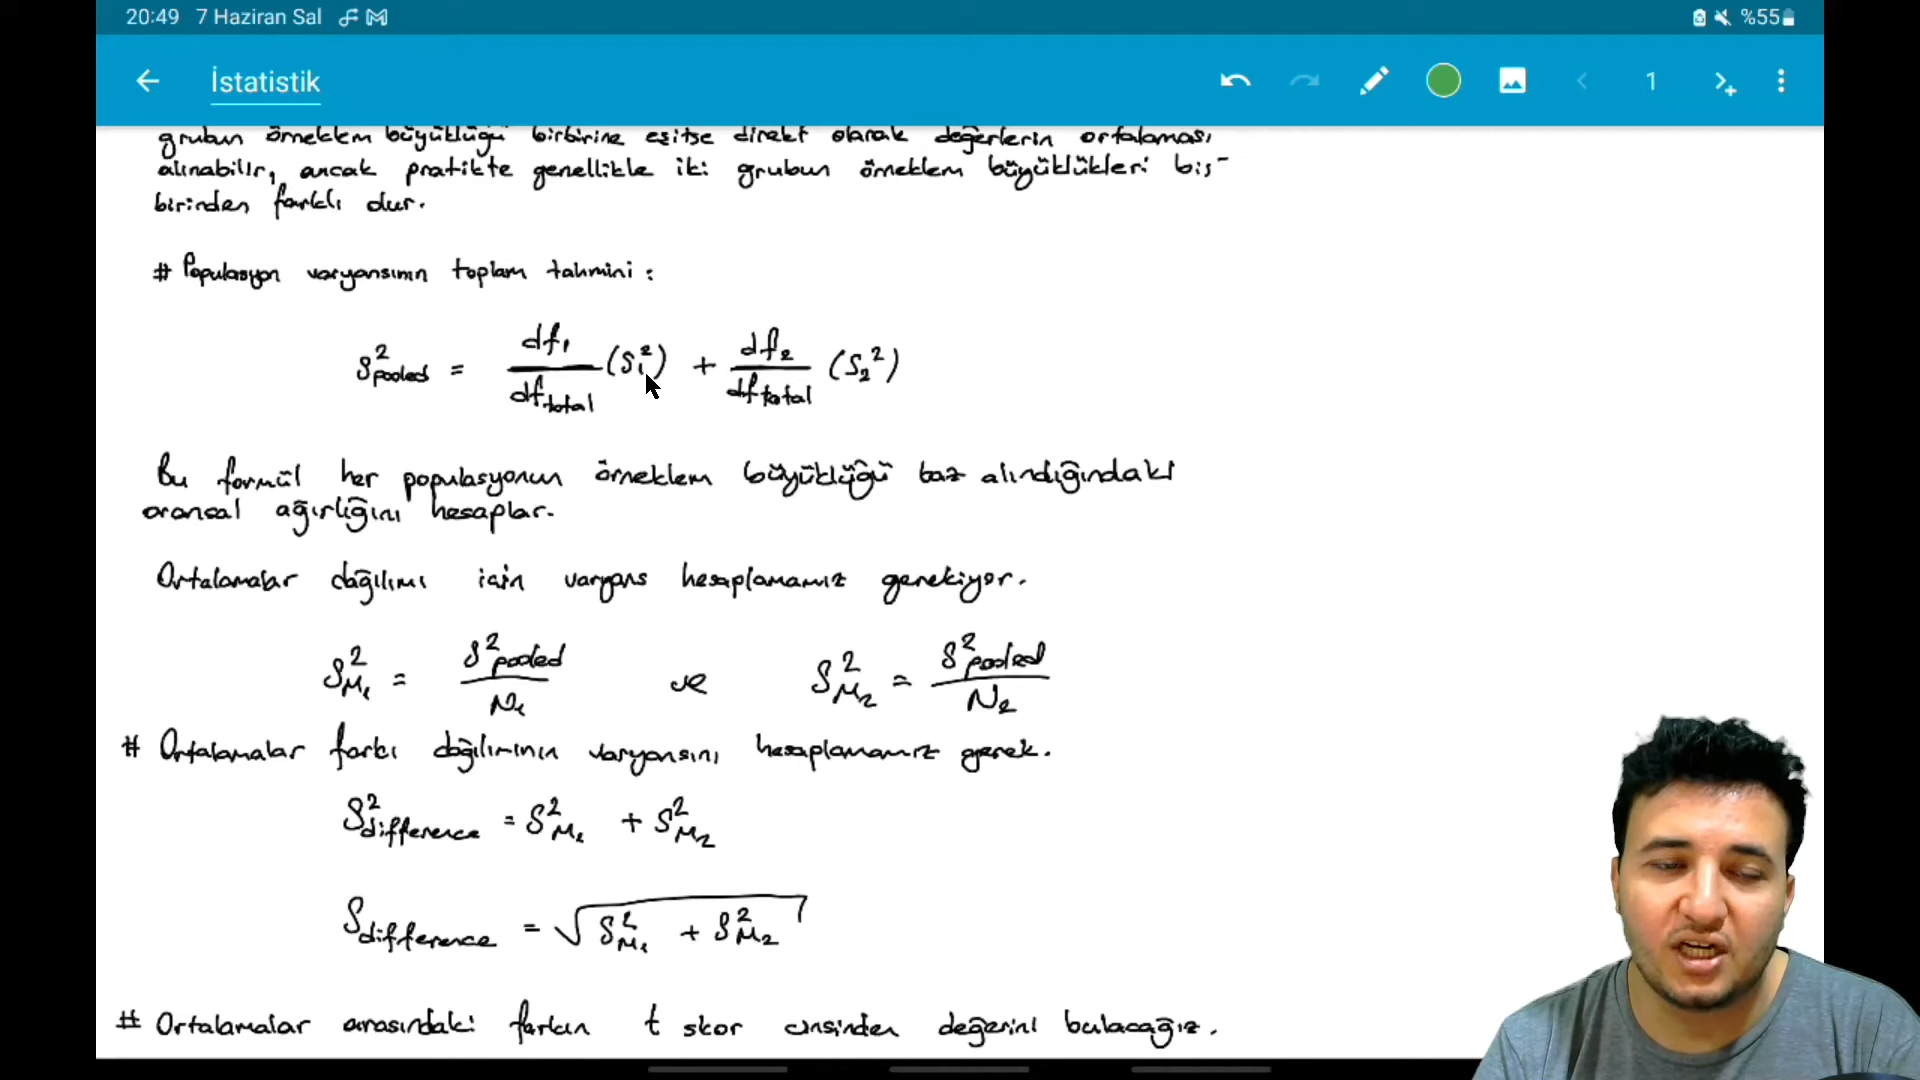 20:49 7 Haziran Sal %55
İstatistik
1
grubun örneklem büyüklüğü birbirine eşitse direkt olarak değerlerin ortalaması
alınabilir, ancak pratikte genellikle iki grubun örneklem büyüklükleri bir-
birinden farklı dur.
# Populasyon varyansının toplam tahmini :
S²pooled = df₁/dftotal (S₁²) + df₂/dftotal (S₂²)
Bu formül her populasyonun örneklem büyüklüğü baz alındığındaki
oransal ağırlığını hesaplar.
Ortalamalar dağılımı için varyans hesaplamamız gerekiyor.
S²M₁ = S²pooled/N₁ ve S²M₂ = S²pooled/N₂
# Ortalamalar farkı dağılımının varyansını hesaplamamız gerek.
S²difference = S²M₁ + S²M₂
Sdifference = √(S²M₁ + S²M₂)
# Ortalamalar arasındaki farkın t skor cinsinden değerini bulacağız.